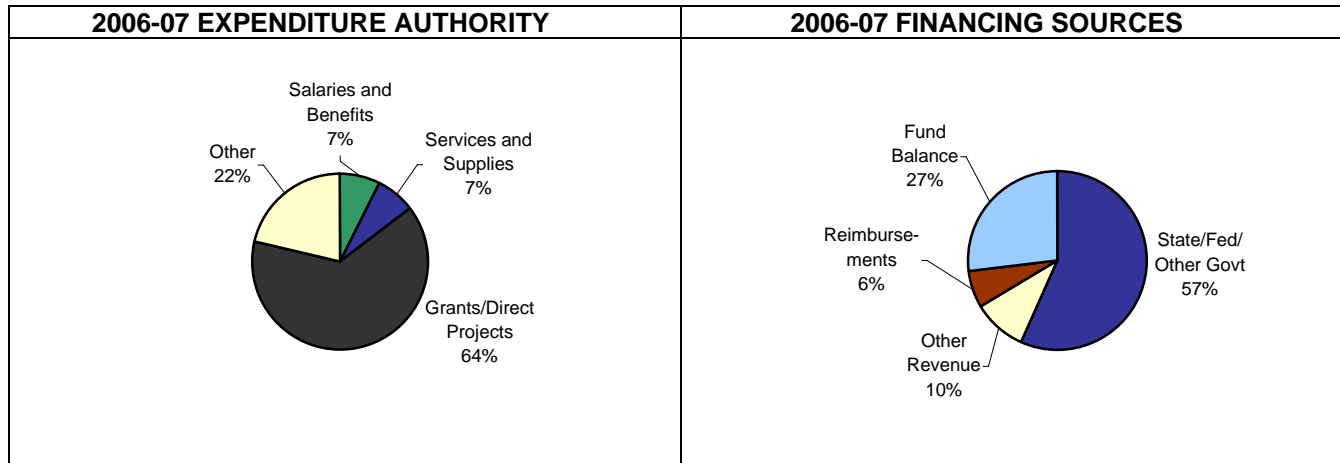 2006-07 EXPENDITURE AUTHORITY
Salaries and
Benefits
7%
Services and
Supplies
7%
Other
22%
Grants/Direct
Projects
64%
2006-07 FINANCING SOURCES
Fund
Balance
27%
Reimburse-
ments
6%
State/Fed/
Other Govt
57%
Other
Revenue
10%